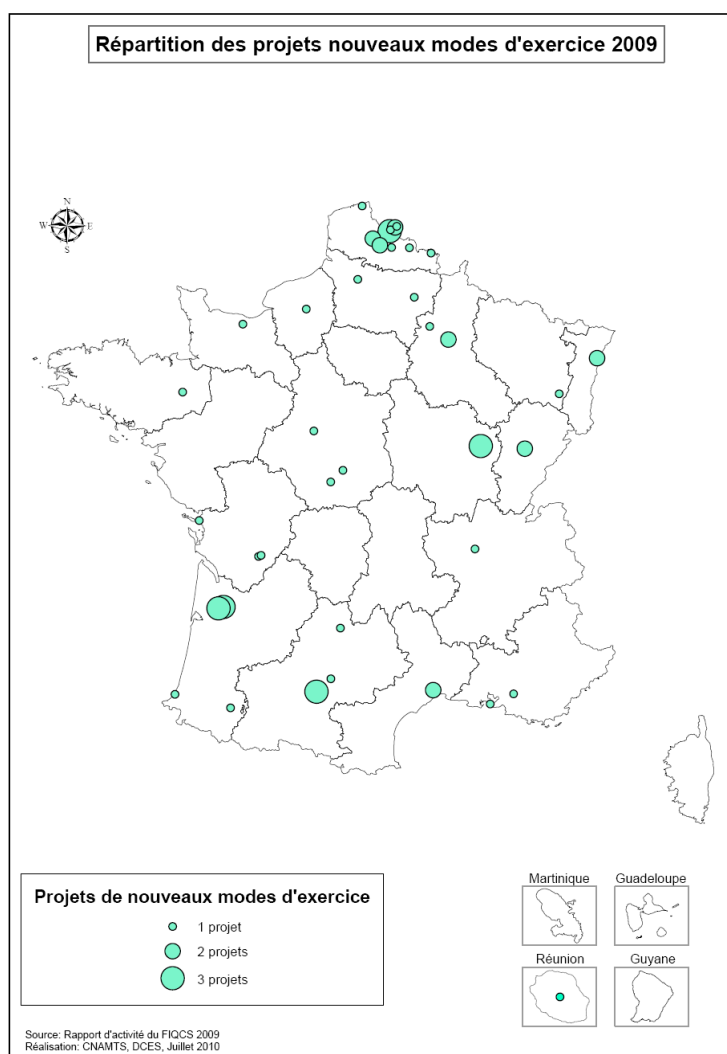 Répartition des projets nouveaux modes d'exercice 2009
N
W E
S
Projets de nouveaux modes d'exercice
1 projet
2 projets
3 projets
Martinique Guadeloupe
Réunion Guyane
Source: Rapport d'activité du FIQCS 2009
Réalisation: CNAMTS, DCES, Juillet 2010